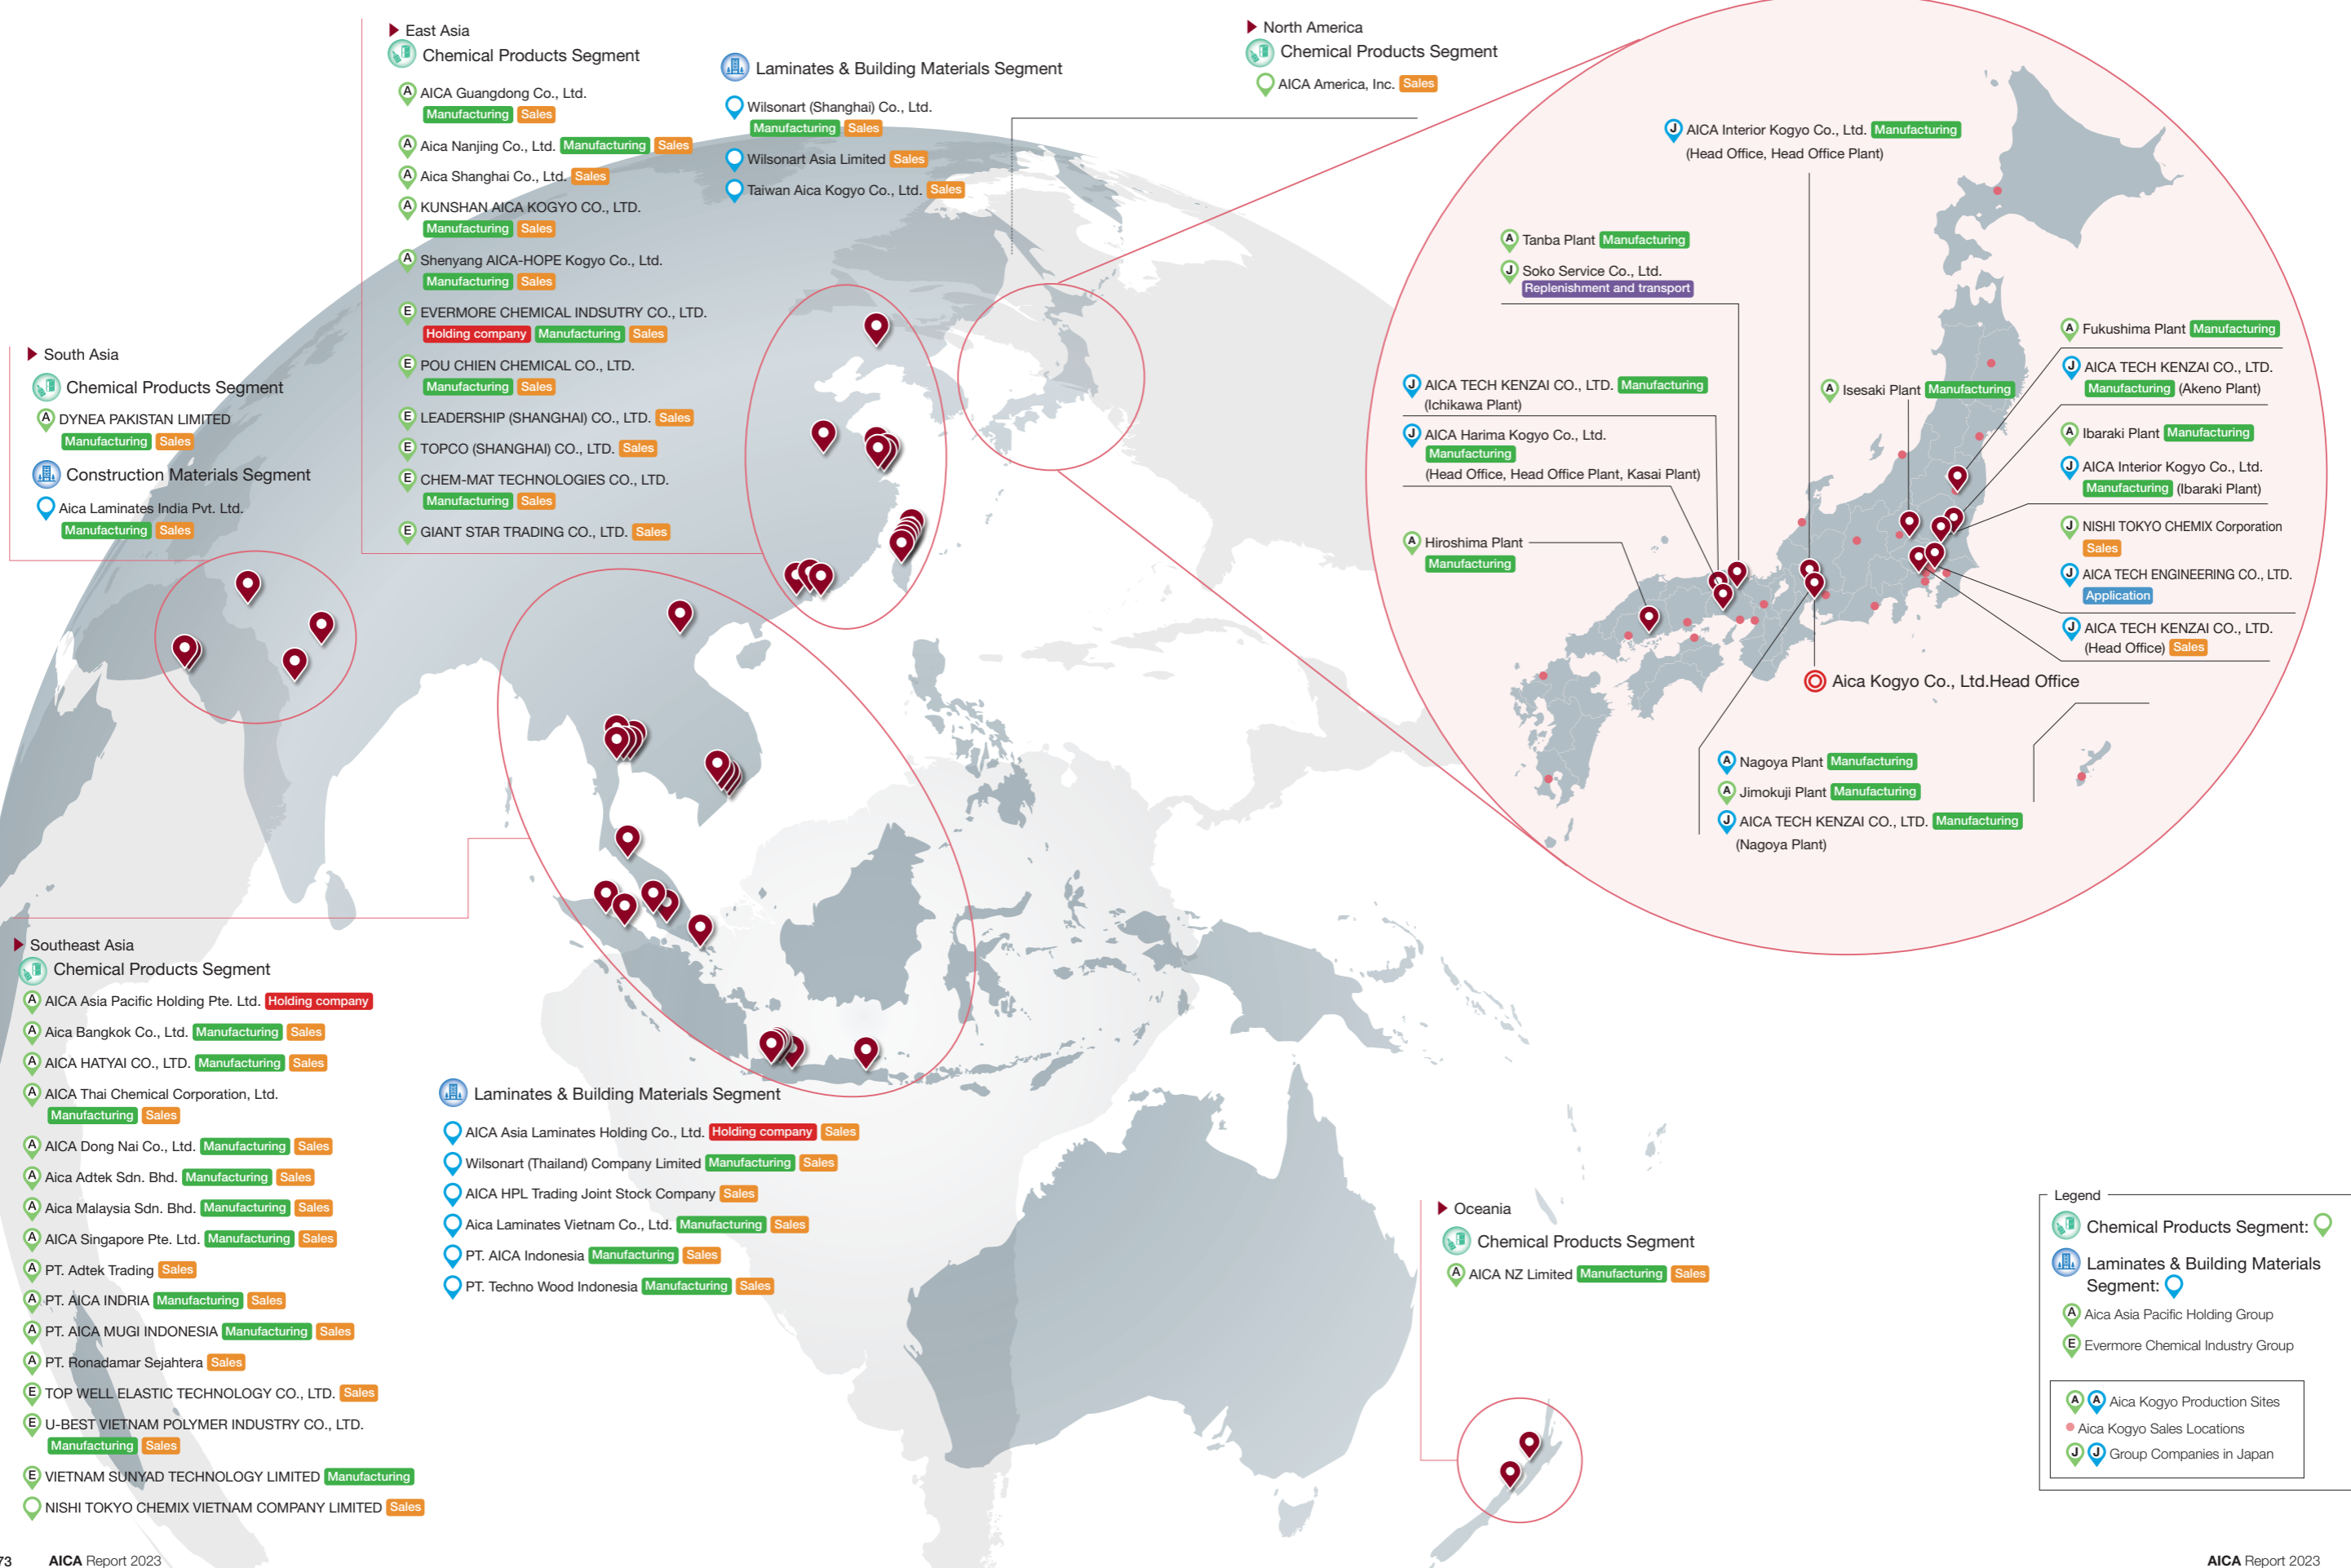 East Asia
Chemical Products Segment
A AICA Guangdong Co., Ltd.
Manufacturing Sales
A Aica Nanjing Co., Ltd. Manufacturing Sales
A Aica Shanghai Co., Ltd. Sales
A KUNSHAN AICA KOGYO CO., LTD.
Manufacturing Sales
A Shenyang AICA-HOPE Kogyo Co., Ltd.
Manufacturing Sales
E EVERMORE CHEMICAL INDSUTRY CO., LTD.
Holding company Manufacturing Sales
E POU CHIEN CHEMICAL CO., LTD.
Manufacturing Sales
E LEADERSHIP (SHANGHAI) CO., LTD. Sales
E TOPCO (SHANGHAI) CO., LTD. Sales
E CHEM-MAT TECHNOLOGIES CO., LTD.
Manufacturing Sales
E GIANT STAR TRADING CO., LTD. Sales
Laminates & Building Materials Segment
Wilsonart (Shanghai) Co., Ltd.
Manufacturing Sales
Wilsonart Asia Limited Sales
Taiwan Aica Kogyo Co., Ltd. Sales
North America
Chemical Products Segment
AICA America, Inc. Sales
South Asia
Chemical Products Segment
A DYNEA PAKISTAN LIMITED
Manufacturing Sales
Construction Materials Segment
Aica Laminates India Pvt. Ltd.
Manufacturing Sales
J AICA Interior Kogyo Co., Ltd. Manufacturing
(Head Office, Head Office Plant)
A Tanba Plant Manufacturing
J Soko Service Co., Ltd.
Replenishment and transport
J AICA TECH KENZAI CO., LTD. Manufacturing
(Ichikawa Plant)
J AICA Harima Kogyo Co., Ltd.
Manufacturing
(Head Office, Head Office Plant, Kasai Plant)
A Hiroshima Plant
Manufacturing
A Isesaki Plant Manufacturing
A Fukushima Plant Manufacturing
J AICA TECH KENZAI CO., LTD.
Manufacturing (Akeno Plant)
A Ibaraki Plant Manufacturing
J AICA Interior Kogyo Co., Ltd.
Manufacturing (Ibaraki Plant)
J NISHI TOKYO CHEMIX Corporation
Sales
J AICA TECH ENGINEERING CO., LTD.
Application
J AICA TECH KENZAI CO., LTD.
(Head Office) Sales
Aica Kogyo Co., Ltd.Head Office
A Nagoya Plant Manufacturing
A Jimokuji Plant Manufacturing
J AICA TECH KENZAI CO., LTD. Manufacturing
(Nagoya Plant)
Southeast Asia
Chemical Products Segment
A AICA Asia Pacific Holding Pte. Ltd. Holding company
A Aica Bangkok Co., Ltd. Manufacturing Sales
A AICA HATYAI CO., LTD. Manufacturing Sales
A AICA Thai Chemical Corporation, Ltd.
Manufacturing Sales
A AICA Dong Nai Co., Ltd. Manufacturing Sales
A Aica Adtek Sdn. Bhd. Manufacturing Sales
A Aica Malaysia Sdn. Bhd. Manufacturing Sales
A AICA Singapore Pte. Ltd. Manufacturing Sales
A PT. Adtek Trading Sales
A PT. AICA INDRIA Manufacturing Sales
A PT. AICA MUGI INDONESIA Manufacturing Sales
A PT. Ronadamar Sejahtera Sales
E TOP WELL ELASTIC TECHNOLOGY CO., LTD. Sales
E U-BEST VIETNAM POLYMER INDUSTRY CO., LTD.
Manufacturing Sales
E VIETNAM SUNYAD TECHNOLOGY LIMITED Manufacturing
NISHI TOKYO CHEMIX VIETNAM COMPANY LIMITED Sales
Laminates & Building Materials Segment
AICA Asia Laminates Holding Co., Ltd. Holding company Sales
Wilsonart (Thailand) Company Limited Manufacturing Sales
AICA HPL Trading Joint Stock Company Sales
Aica Laminates Vietnam Co., Ltd. Manufacturing Sales
PT. AICA Indonesia Manufacturing Sales
PT. Techno Wood Indonesia Manufacturing Sales
Oceania
Chemical Products Segment
A AICA NZ Limited Manufacturing Sales
Legend
Chemical Products Segment:
Laminates & Building Materials
Segment:
A Aica Asia Pacific Holding Group
E Evermore Chemical Industry Group
A A Aica Kogyo Production Sites
Aica Kogyo Sales Locations
J J Group Companies in Japan
73 AICA Report 2023
AICA Report 2023